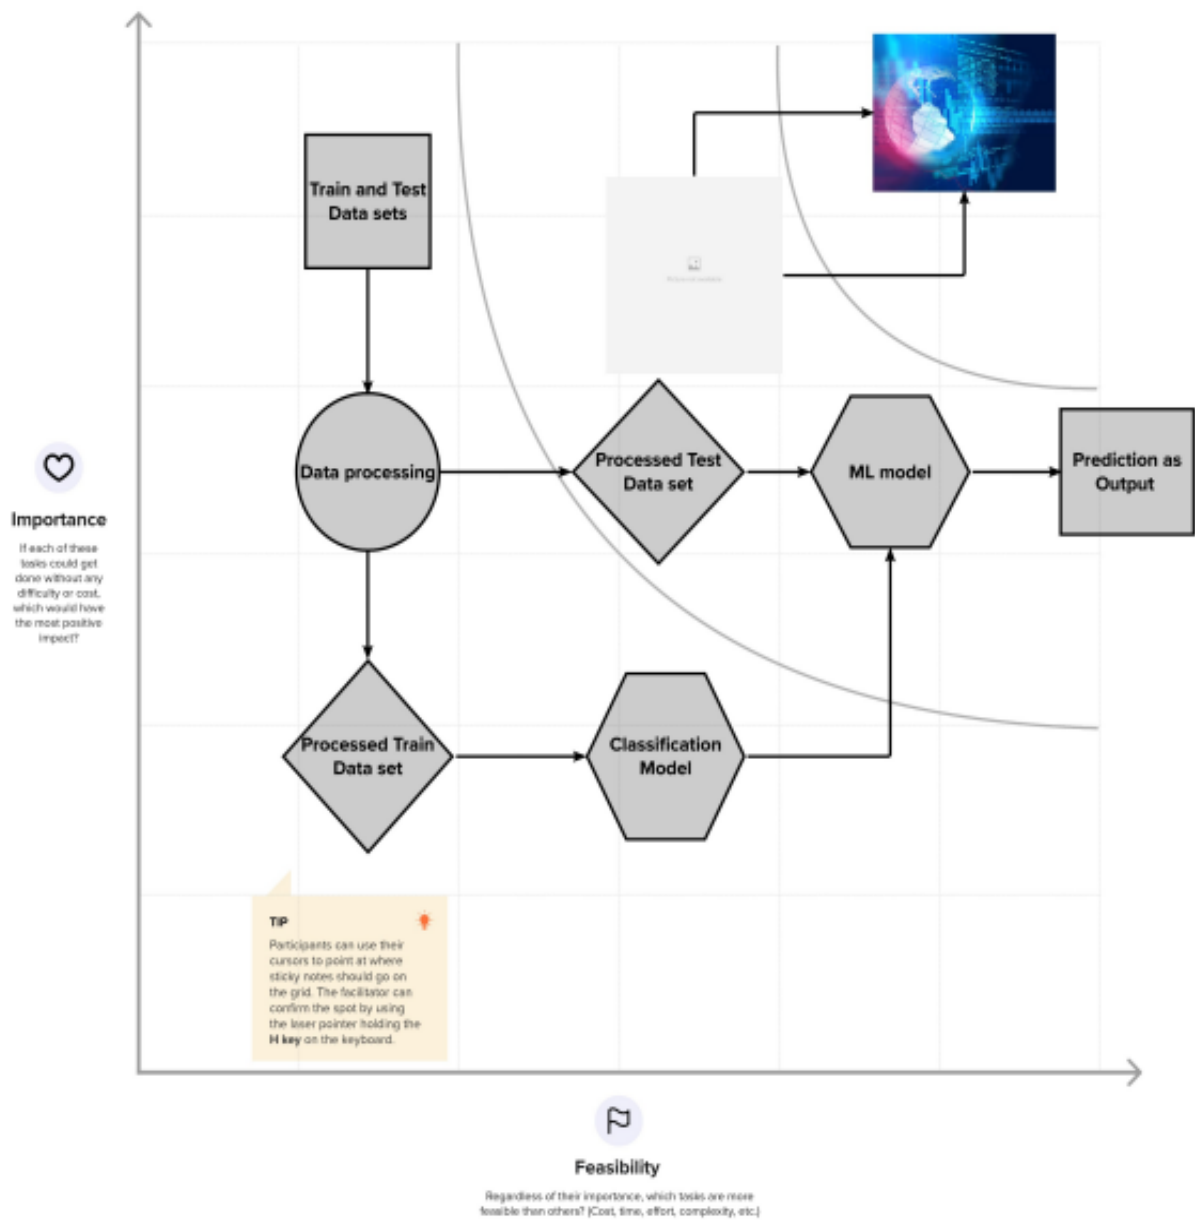 Train and Test
Data sets
Data processing
Processed Test
Data set
ML model
Prediction as
Output
Importance
If each of these
tasks could get
done without any
difficulty or cost,
which would have
the most positive
impact?
Processed Train
Data set
Classification
Model
TIP
Participants can use their
cursors to point at where
sticky notes should go on
the grid. The facilitator can
confirm the spot by using
the laser pointer holding the
H key on the keyboard.
Feasibility
Regardless of their importance, which tasks are more
feasible than others? (Cost, time, effort, complexity, etc.)